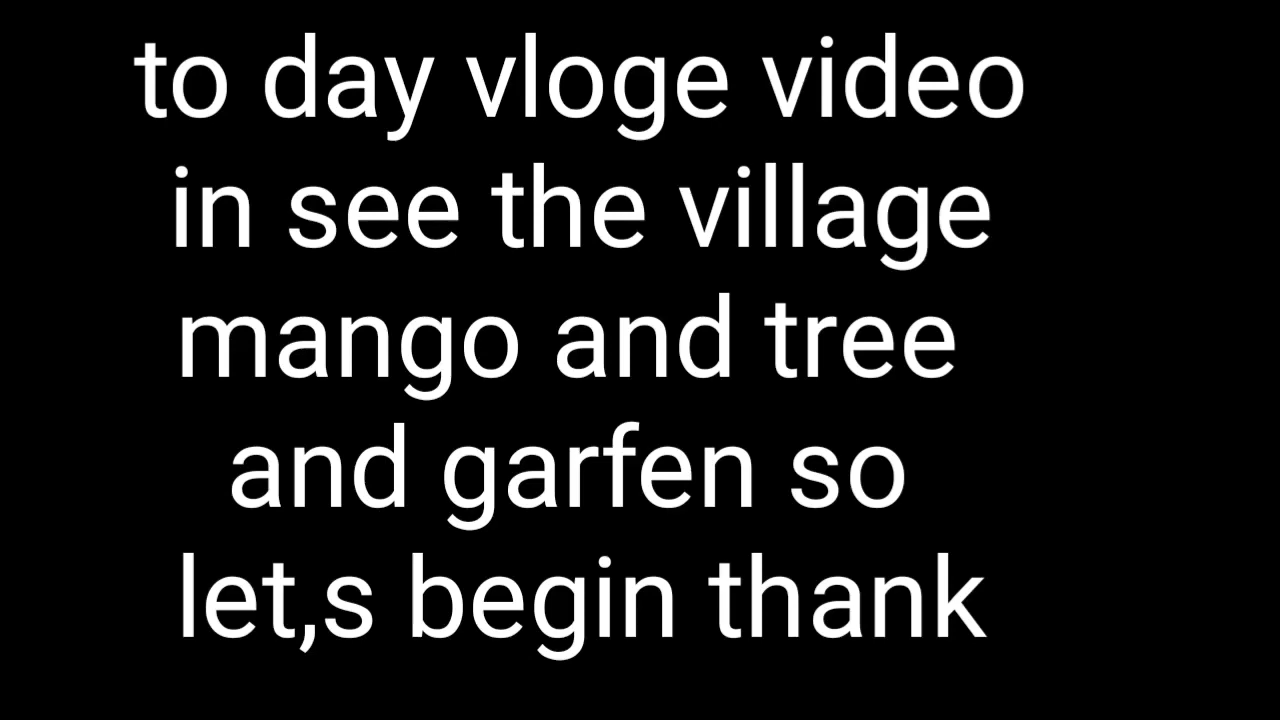 to day vloge video
in see the village
mango and tree
and garfen so
let,s begin thank